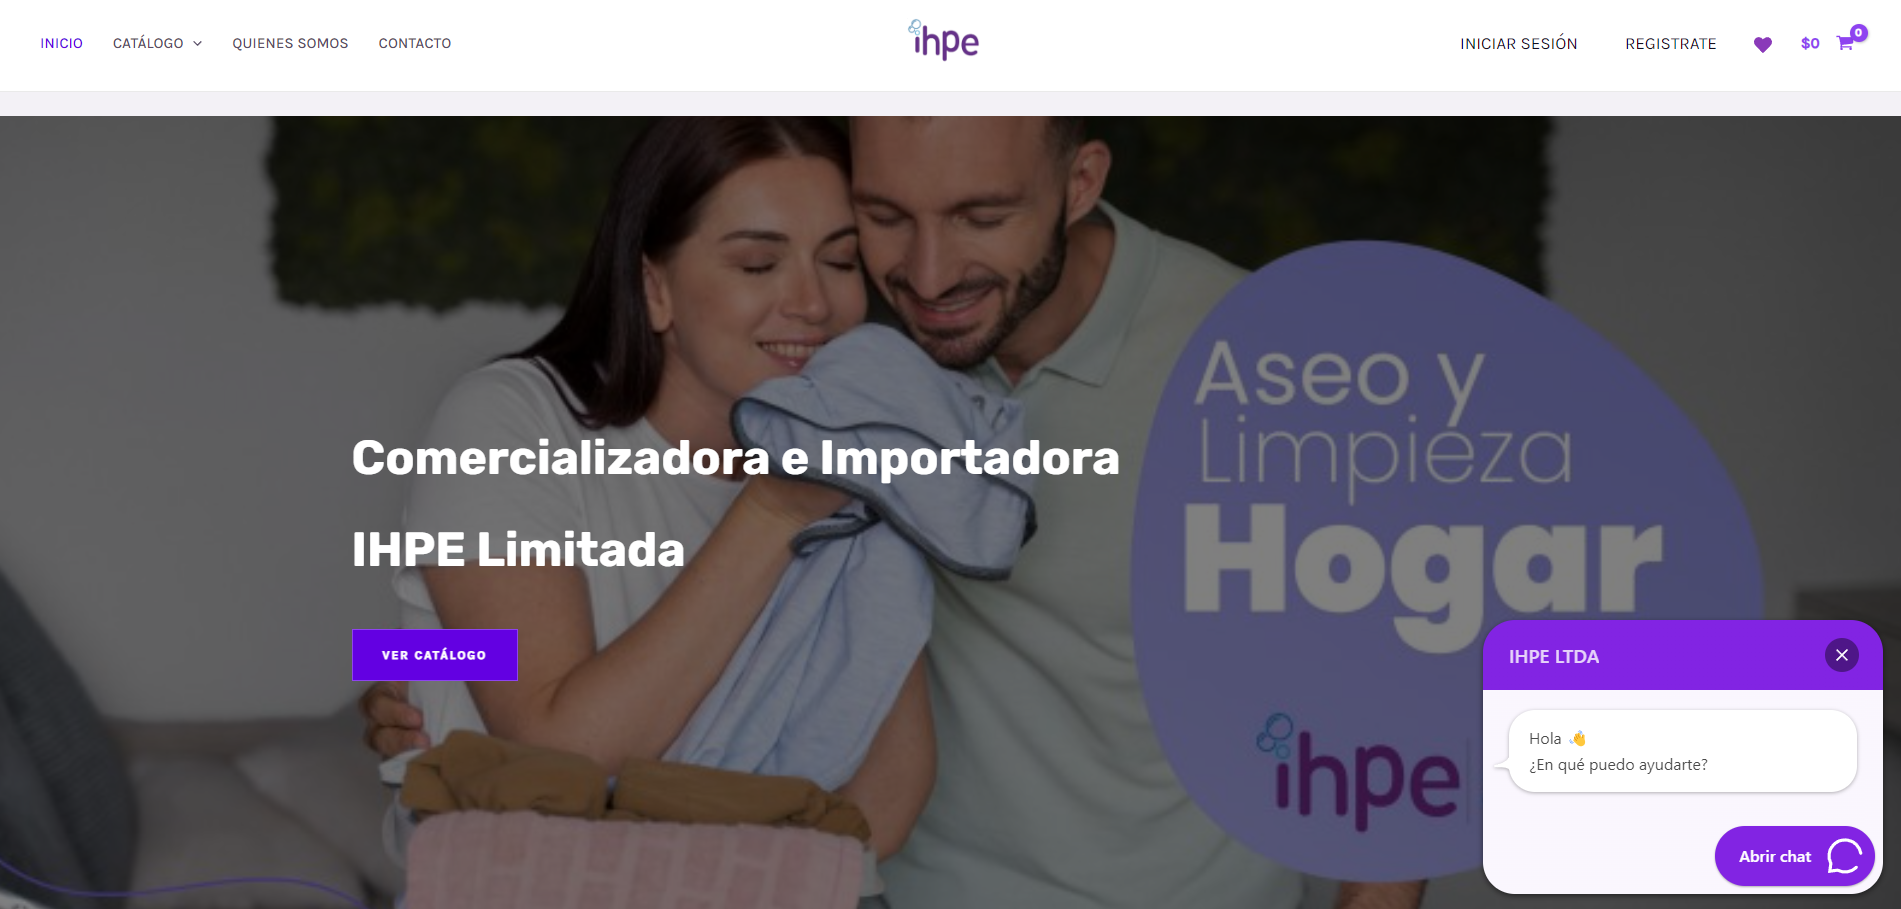 INICIO
CATÁLOGO
QUIENES SOMOS
CONTACTO
ihpe
INICIAR SESIÓN
REGISTRATE
$0
0
Aseo y
Limpieza
Hogar
ihpe
Comercializadora e Importadora
IHPE Limitada
VER CATÁLOGO
IHPE LTDA
Hola 👋
¿En qué puedo ayudarte?
Abrir chat